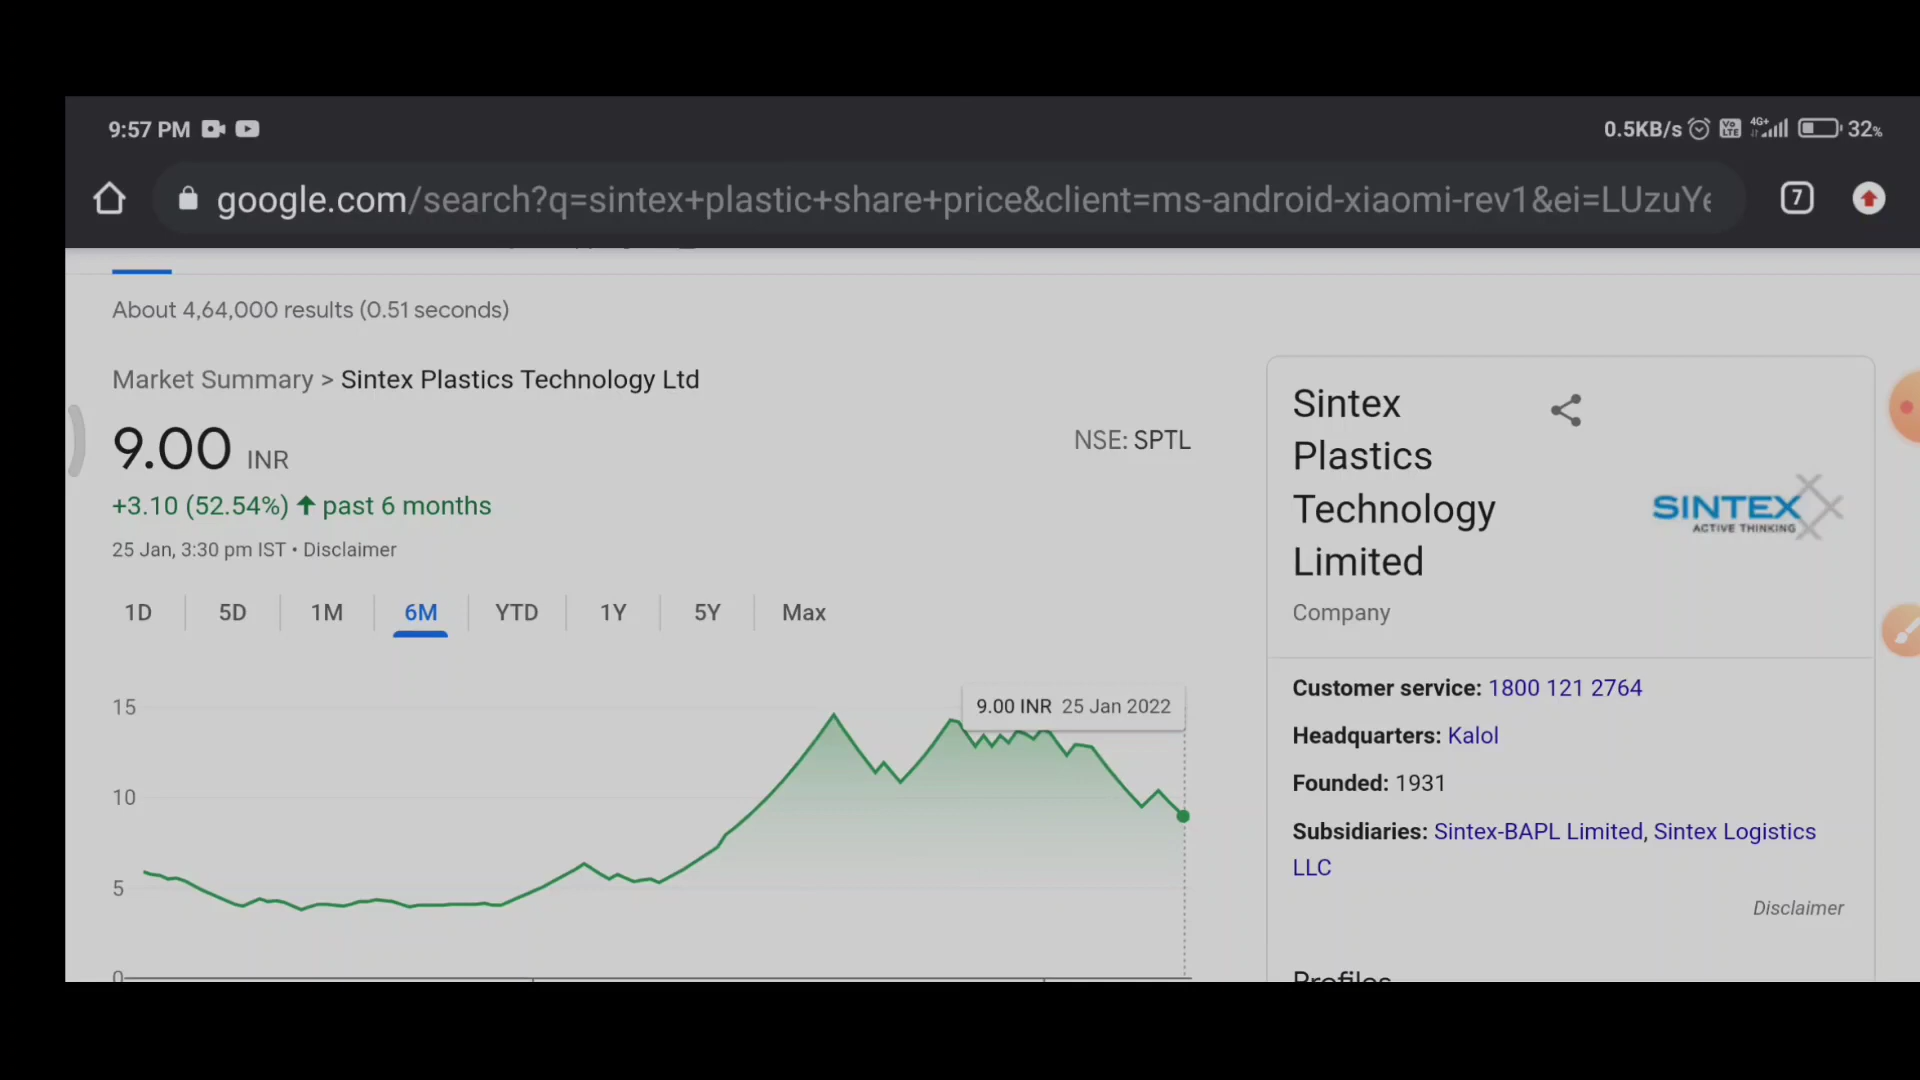 9:57 PM
0.5KB/s Vo LTE 4G+ 32%
google.com/search?q=sintex+plastic+share+price&client=ms-android-xiaomi-rev1&ei=LUzuYe
7
About 4,64,000 results (0.51 seconds)
Market Summary > Sintex Plastics Technology Ltd
9.00 INR
NSE: SPTL
+3.10 (52.54%) ↑ past 6 months
25 Jan, 3:30 pm IST • Disclaimer
1D 5D 1M 6M YTD 1Y 5Y Max
9.00 INR 25 Jan 2022
15
10
5
0
Sintex
Plastics
Technology
Limited
SINTEX
ACTIVE THINKING
Company
Customer service: 1800 121 2764
Headquarters: Kalol
Founded: 1931
Subsidiaries: Sintex-BAPL Limited, Sintex Logistics
LLC
Disclaimer
Profiles